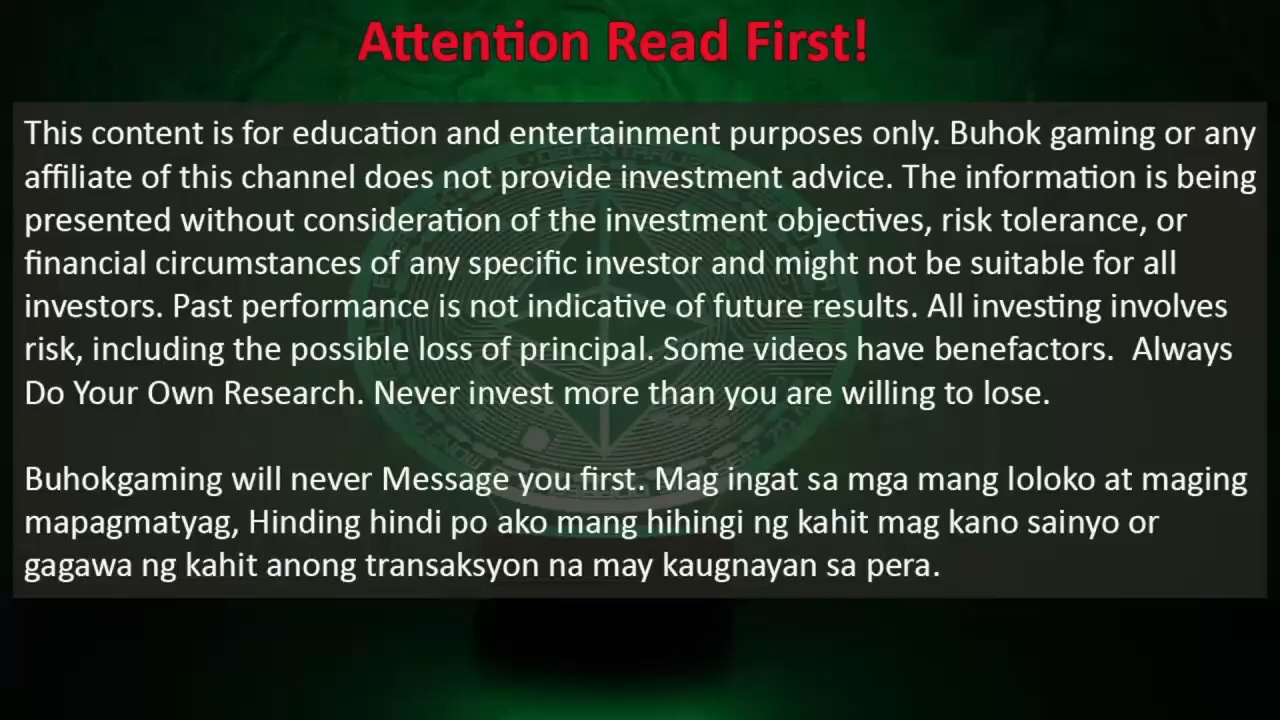 Attention Read First!
This content is for education and entertainment purposes only. Buhok gaming or any
affiliate of this channel does not provide investment advice. The information is being
presented without consideration of the investment objectives, risk tolerance, or
financial circumstances of any specific investor and might not be suitable for all
investors. Past performance is not indicative of future results. All investing involves
risk, including the possible loss of principal. Some videos have benefactors.  Always
Do Your Own Research. Never invest more than you are willing to lose.
Buhokgaming will never Message you first. Mag ingat sa mga mang loloko at maging
mapagmatyag, Hinding hindi po ako mang hihingi ng kahit mag kano sainyo or
gagawa ng kahit anong transaksyon na may kaugnayan sa pera.